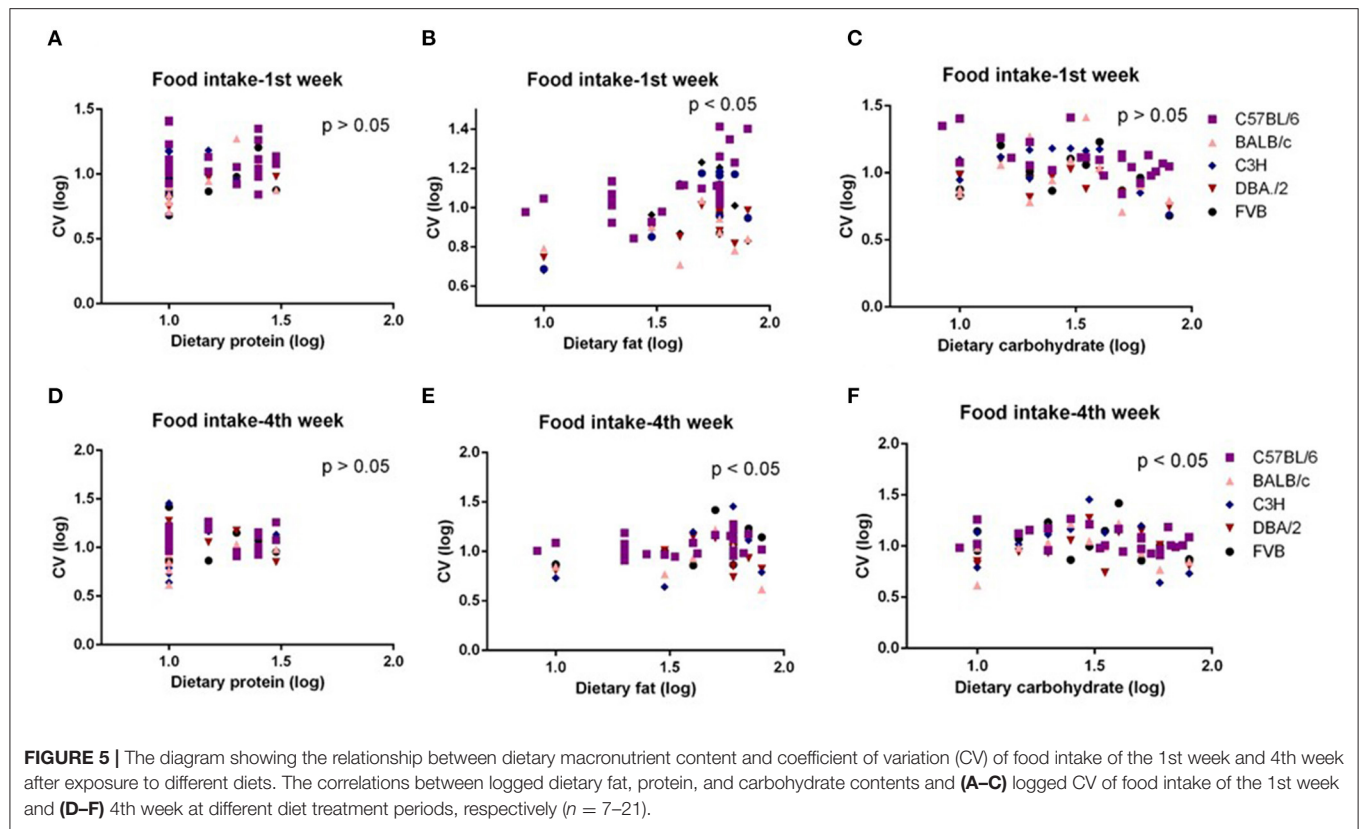 A
Food intake-1st week
p > 0.05
CV (log)
1.5
1.0
0.5
0.0
1.0
1.5
2.0
Dietary protein (log)
B
Food intake-1st week
p < 0.05
CV (log)
1.4
1.2
1.0
0.8
0.6
1.0
1.5
2.0
Dietary fat (log)
C
Food intake-1st week
p > 0.05
CV (log)
1.5
1.0
0.5
0.0
1.0
1.5
2.0
Dietary carbohydrate (log)
C57BL/6
BALB/c
C3H
DBA./2
FVB
D
Food intake-4th week
p > 0.05
CV (log)
2.0
1.5
1.0
0.5
0.0
1.0
1.5
2.0
Dietary protein (log)
E
Food intake-4th week
p < 0.05
CV (log)
2.0
1.5
1.0
0.5
0.0
1.0
1.5
2.0
Dietary fat (log)
F
Food intake-4th week
p < 0.05
CV (log)
2.0
1.5
1.0
0.5
0.0
1.0
1.5
2.0
Dietary carbohydrate (log)
C57BL/6
BALB/c
C3H
DBA/2
FVB
FIGURE 5 | The diagram showing the relationship between dietary macronutrient content and coefficient of variation (CV) of food intake of the 1st week and 4th week
after exposure to different diets. The correlations between logged dietary fat, protein, and carbohydrate contents and (A–C) logged CV of food intake of the 1st week
and (D–F) 4th week at different diet treatment periods, respectively (n = 7–21).